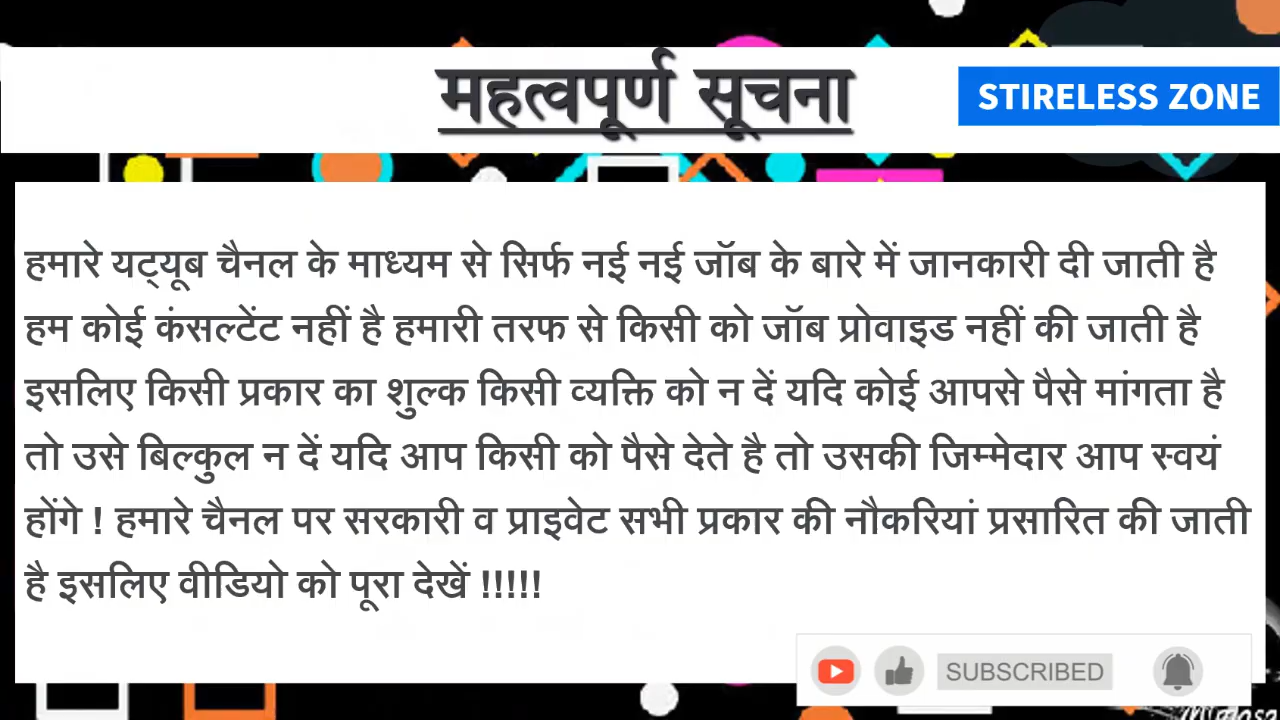 महत्वपूर्ण सूचना
STIRELESS ZONE
हमारे यट्यूब चैनल के माध्यम से सिर्फ नई नई जॉब के बारे में जानकारी दी जाती है
हम कोई कंसल्टेंट नहीं है हमारी तरफ से किसी को जॉब प्रोवाइड नहीं की जाती है
इसलिए किसी प्रकार का शुल्क किसी व्यक्ति को न दें यदि कोई आपसे पैसे मांगता है
तो उसे बिल्कुल न दें यदि आप किसी को पैसे देते है तो उसकी जिम्मेदार आप स्वयं
होंगे ! हमारे चैनल पर सरकारी व प्राइवेट सभी प्रकार की नौकरियां प्रसारित की जाती
है इसलिए वीडियो को पूरा देखें !!!!!
SUBSCRIBED